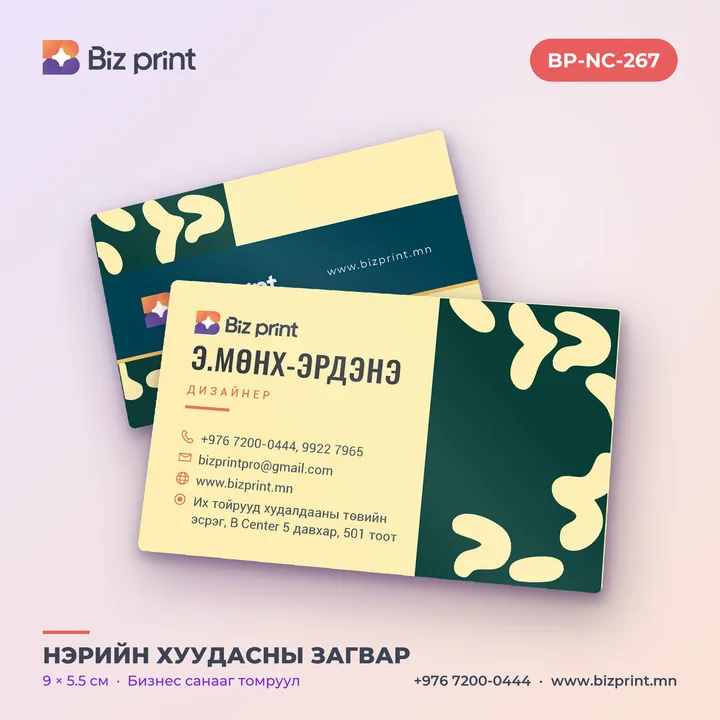 Biz print
BP-NC-267
www.bizprint.mn
Biz print
Э.МӨНХ-ЭРДЭНЭ
ДИЗАЙНЕР
+976 7200-0444, 9922 7965
bizprintpro@gmail.com
www.bizprint.mn
Их тойрууд худалдааны төвийн
эсрэг, B Center 5 давхар, 501 тоот
НЭРИЙН ХУУДАСНЫ ЗАГВАР
9 × 5.5 см · Бизнес санааг томруул
+976 7200-0444 · www.bizprint.mn